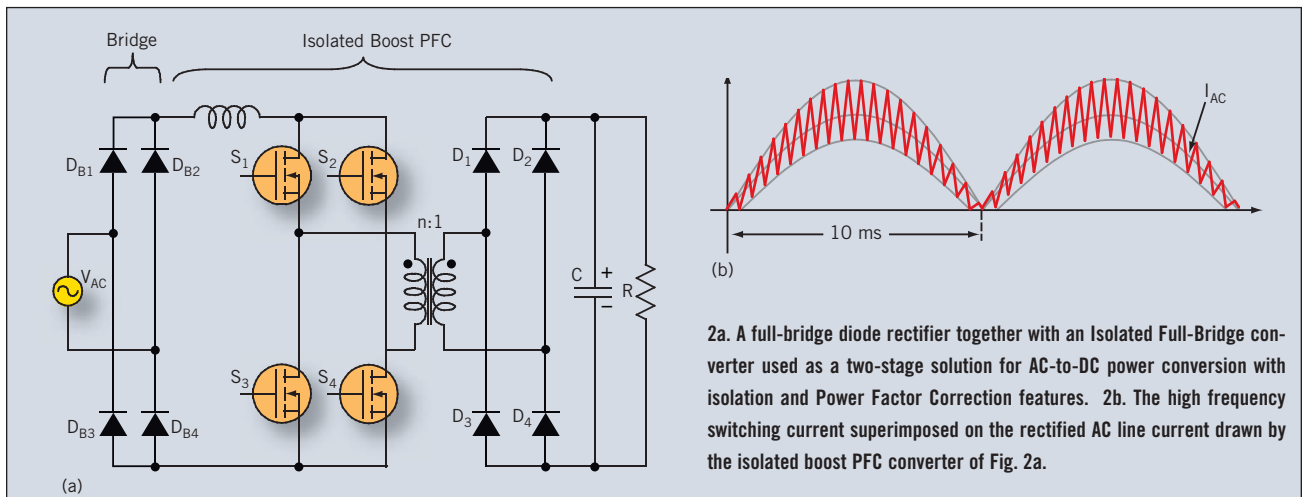 Bridge
Isolated Boost PFC
D_B1
D_B2
S_1
S_2
D_1
D_2
n:1
V_AC
C
+
−
R
S_3
S_4
D_B3
D_B4
D_3
D_4
(a)
I_AC
10 ms
(b)
2a. A full-bridge diode rectifier together with an Isolated Full-Bridge con-
verter used as a two-stage solution for AC-to-DC power conversion with
isolation and Power Factor Correction features. 2b. The high frequency
switching current superimposed on the rectified AC line current drawn by
the isolated boost PFC converter of Fig. 2a.